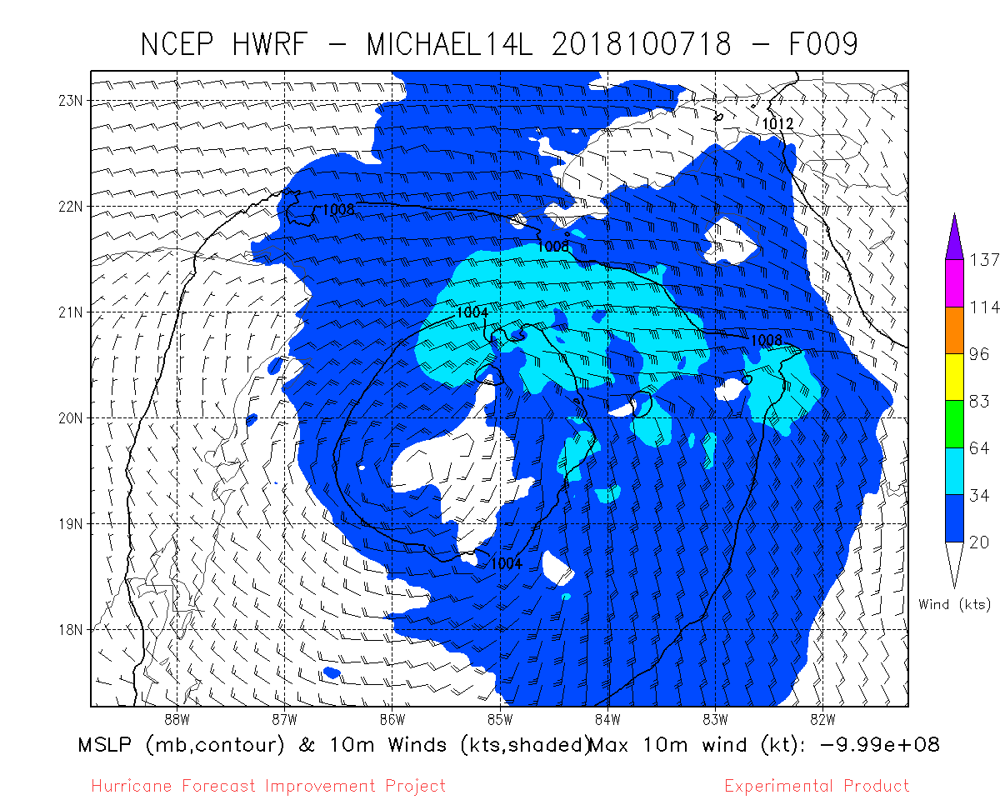 NCEP HWRF - MICHAEL14L 2018100718 - F009
23N
1012
22N
1008
1008
137
21N
1004
114
1008
96
20N
83
64
34
19N
1004
20
18N
Wind (kts)
88W 87W 86W 85W 84W 83W 82W
MSLP (mb,contour) & 10m Winds (kts,shaded) Max 10m wind (kt): -9.99e+08
Hurricane Forecast Improvement Project Experimental Product